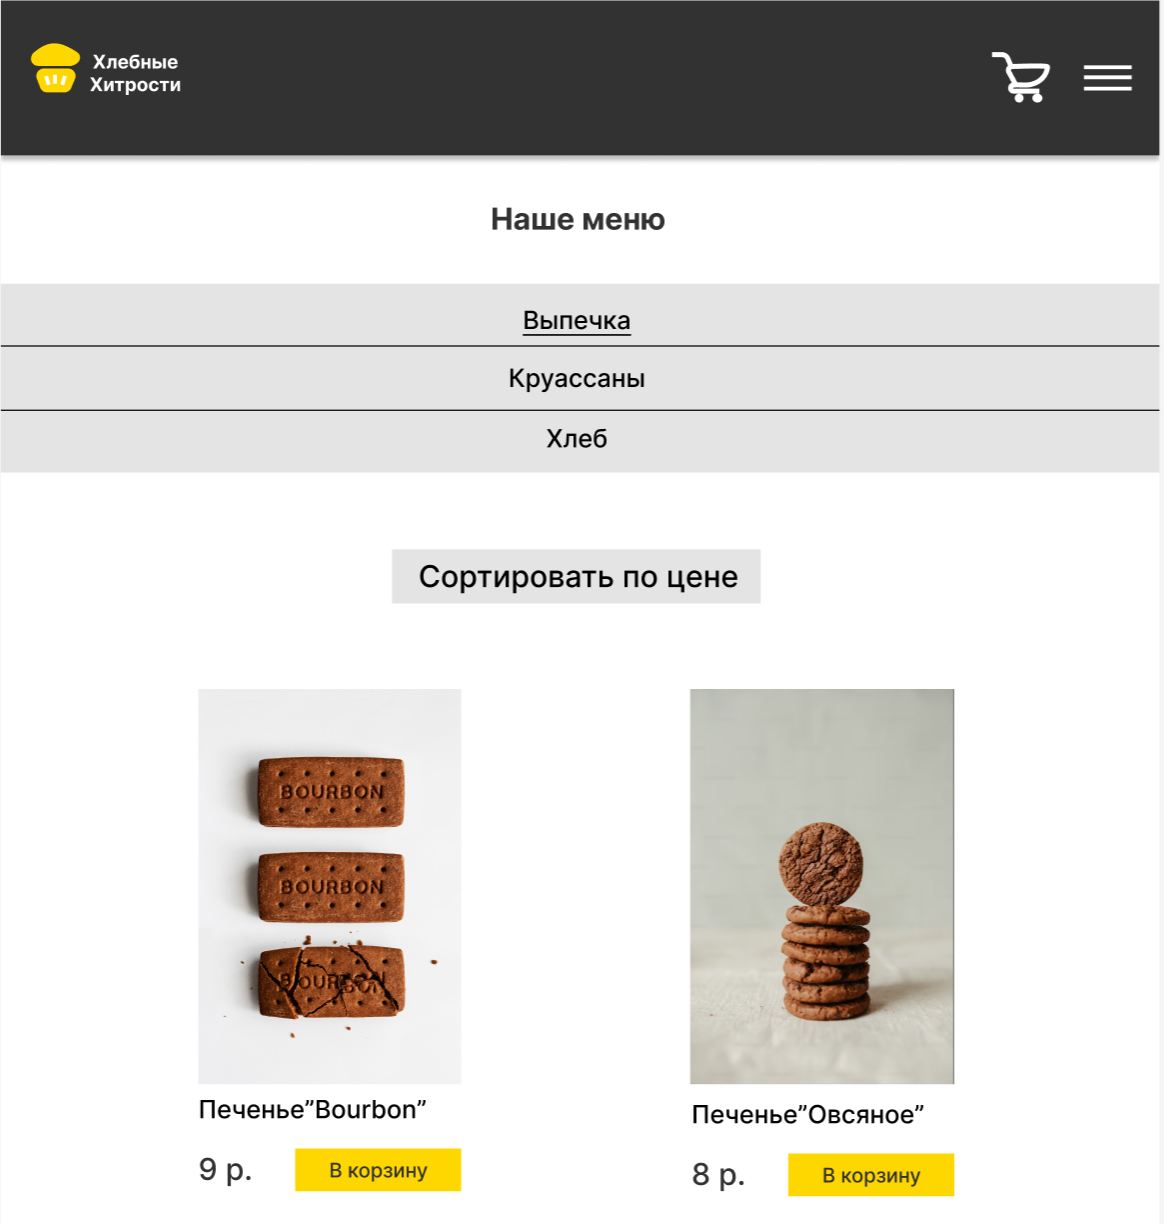 Хлебные
Хитрости
Наше меню
Выпечка
Круассаны
Хлеб
Сортировать по цене
BOURBON
BOURBON
BOURBON
Печенье”Bourbon”
9 р.
В корзину
Печенье”Овсяное”
8 р.
В корзину